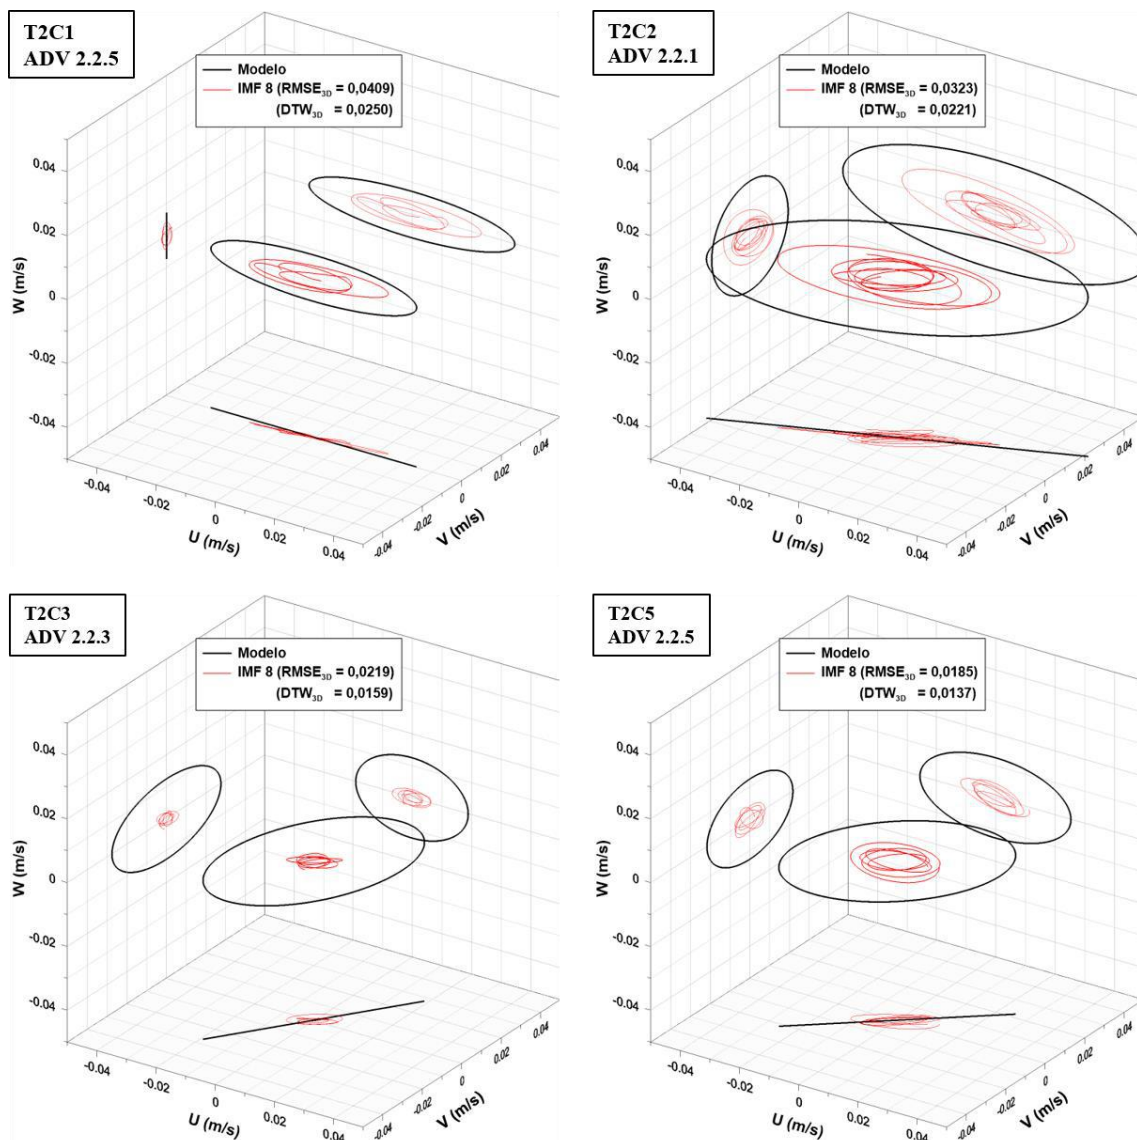 T2C1
ADV 2.2.5
Modelo
IMF 8 (RMSE3D = 0,0409)
(DTW3D = 0,0250)
0.04
0.02
0
-0.02
-0.04
W (m/s)
-0.04
-0.02
0
0.02
0.04
U (m/s)
-0.04
-0.02
0
0.02
0.04
V (m/s)
T2C2
ADV 2.2.1
Modelo
IMF 8 (RMSE3D = 0,0323)
(DTW3D = 0,0221)
0.04
0.02
0
-0.02
-0.04
W (m/s)
-0.04
-0.02
0
0.02
0.04
U (m/s)
-0.04
-0.02
0
0.02
0.04
V (m/s)
T2C3
ADV 2.2.3
Modelo
IMF 8 (RMSE3D = 0,0219)
(DTW3D = 0,0159)
0.04
0.02
0
-0.02
-0.04
W (m/s)
-0.04
-0.02
0
0.02
0.04
U (m/s)
-0.04
-0.02
0
0.02
0.04
V (m/s)
T2C5
ADV 2.2.5
Modelo
IMF 8 (RMSE3D = 0,0185)
(DTW3D = 0,0137)
0.04
0.02
0
-0.02
-0.04
W (m/s)
-0.04
-0.02
0
0.02
0.04
U (m/s)
-0.04
-0.02
0
0.02
0.04
V (m/s)